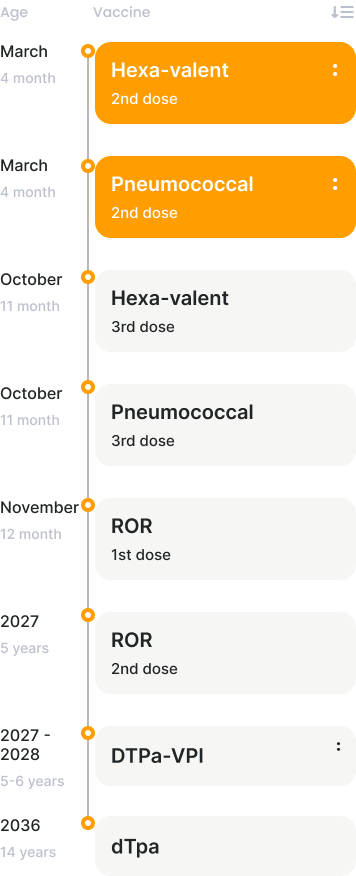 Age
Vaccine
March
4 month
Hexa-valent
2nd dose
March
4 month
Pneumococcal
2nd dose
October
11 month
Hexa-valent
3rd dose
October
11 month
Pneumococcal
3rd dose
November
12 month
ROR
1st dose
2027
5 years
ROR
2nd dose
2027 -
2028
5-6 years
DTPa-VPI
2036
14 years
dTpa